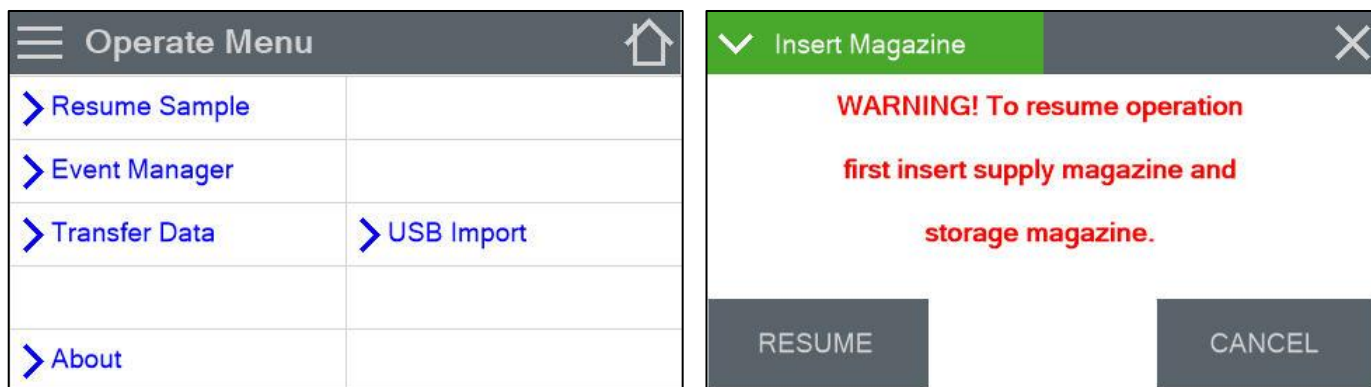 Operate Menu
Resume Sample
Event Manager
Transfer Data
USB Import
About
Insert Magazine
WARNING! To resume operation
first insert supply magazine and
storage magazine.
RESUME
CANCEL